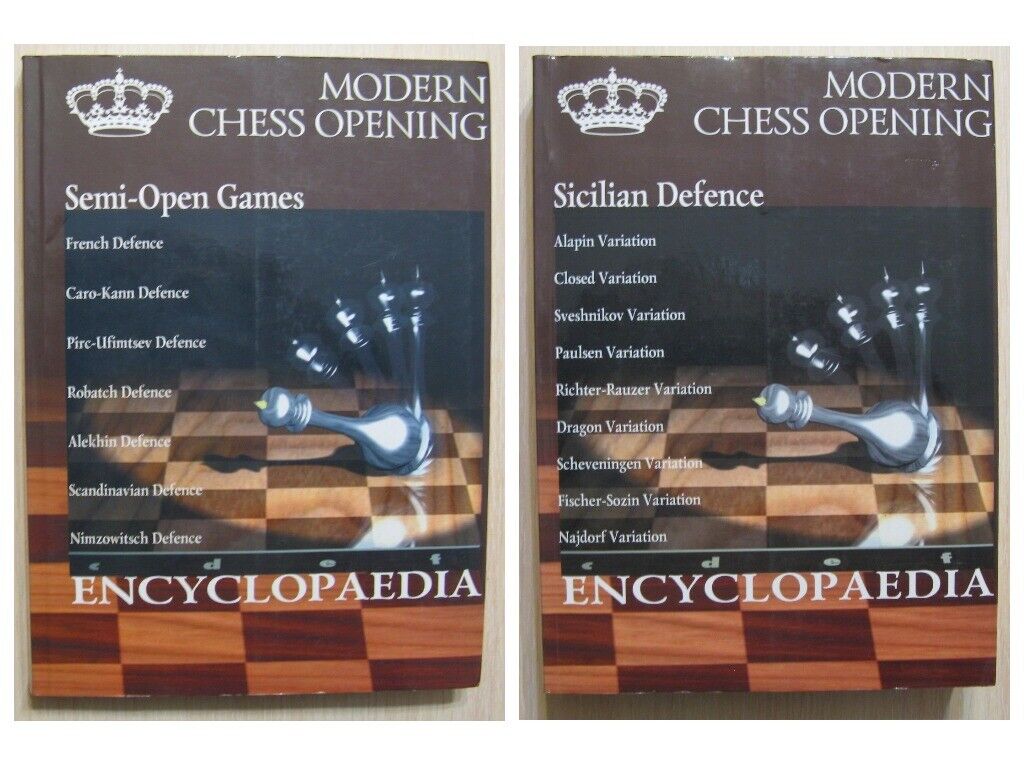 MODERN
CHESS OPENING
Semi-Open Games
French Defence
Caro-Kann Defence
Pirc-Ufimtsev Defence
Robatch Defence
Alekhin Defence
Scandinavian Defence
Nimzowitsch Defence
c d e f
ENCYCLOPAEDIA
MODERN
CHESS OPENING
Sicilian Defence
Alapin Variation
Closed Variation
Sveshnikov Variation
Paulsen Variation
Richter-Rauzer Variation
Dragon Variation
Scheveningen Variation
Fischer-Sozin Variation
Najdorf Variation
c d e f
ENCYCLOPAEDIA